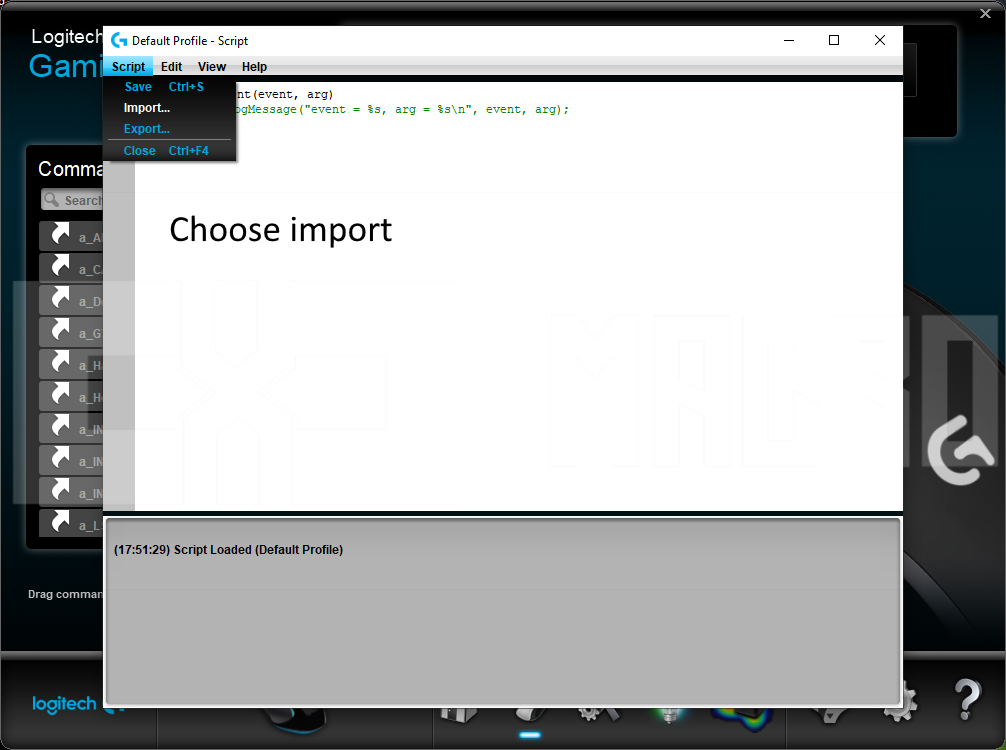 Logitech
Gami
Default Profile - Script
Script Edit View Help
Save Ctrl+S
Import...
Export...
Close Ctrl+F4
nt(event, arg)
ogMessage("event = %s, arg = %s\n", event, arg);
Comma
Search
Choose import
a_A
a_C
a_D
a_G
a_H
a_H
a_IN
a_IN
a_IN
a_L
(17:51:29) Script Loaded (Default Profile)
Drag comman
logitech
?